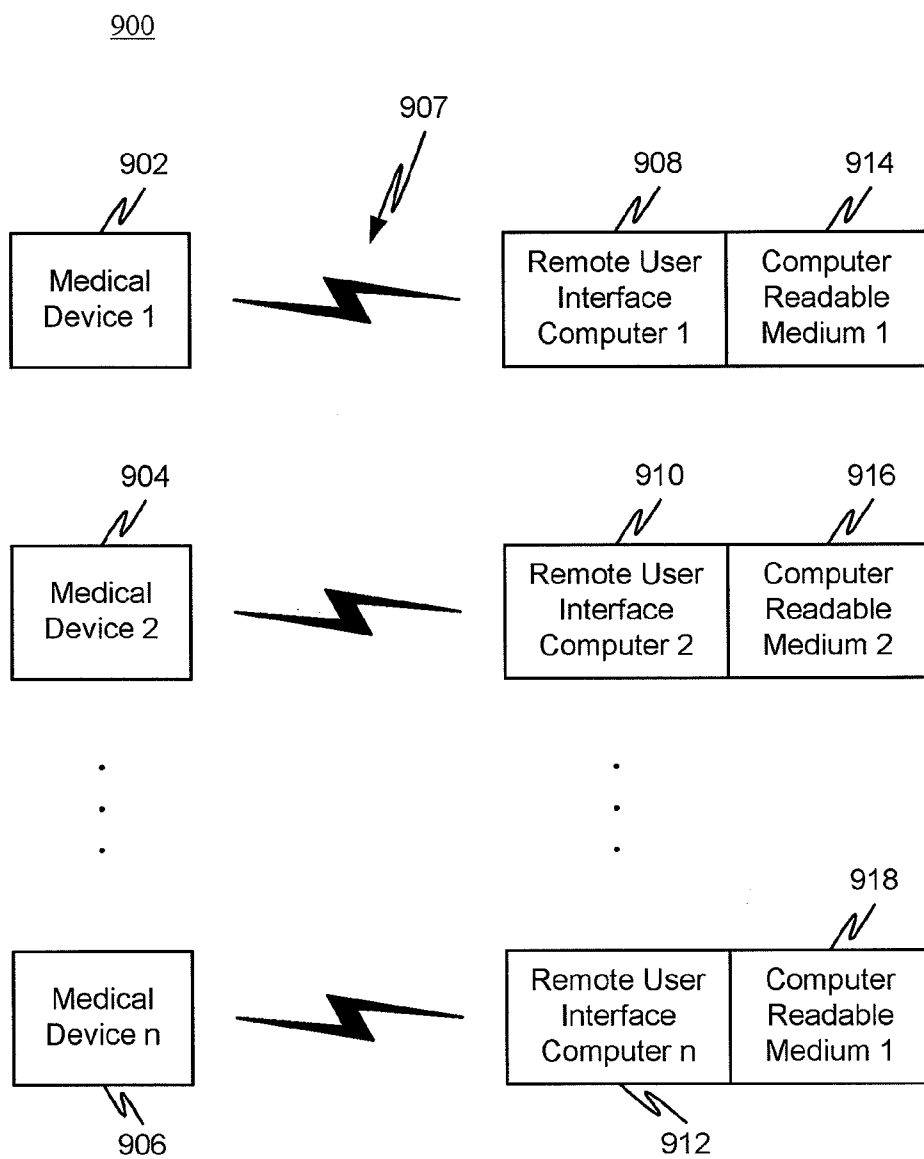 900
907
902
908
914
Medical
Device 1
Remote User
Interface
Computer 1
Computer
Readable
Medium 1
904
910
916
Medical
Device 2
Remote User
Interface
Computer 2
Computer
Readable
Medium 2
918
Medical
Device n
Remote User
Interface
Computer n
Computer
Readable
Medium 1
906
912